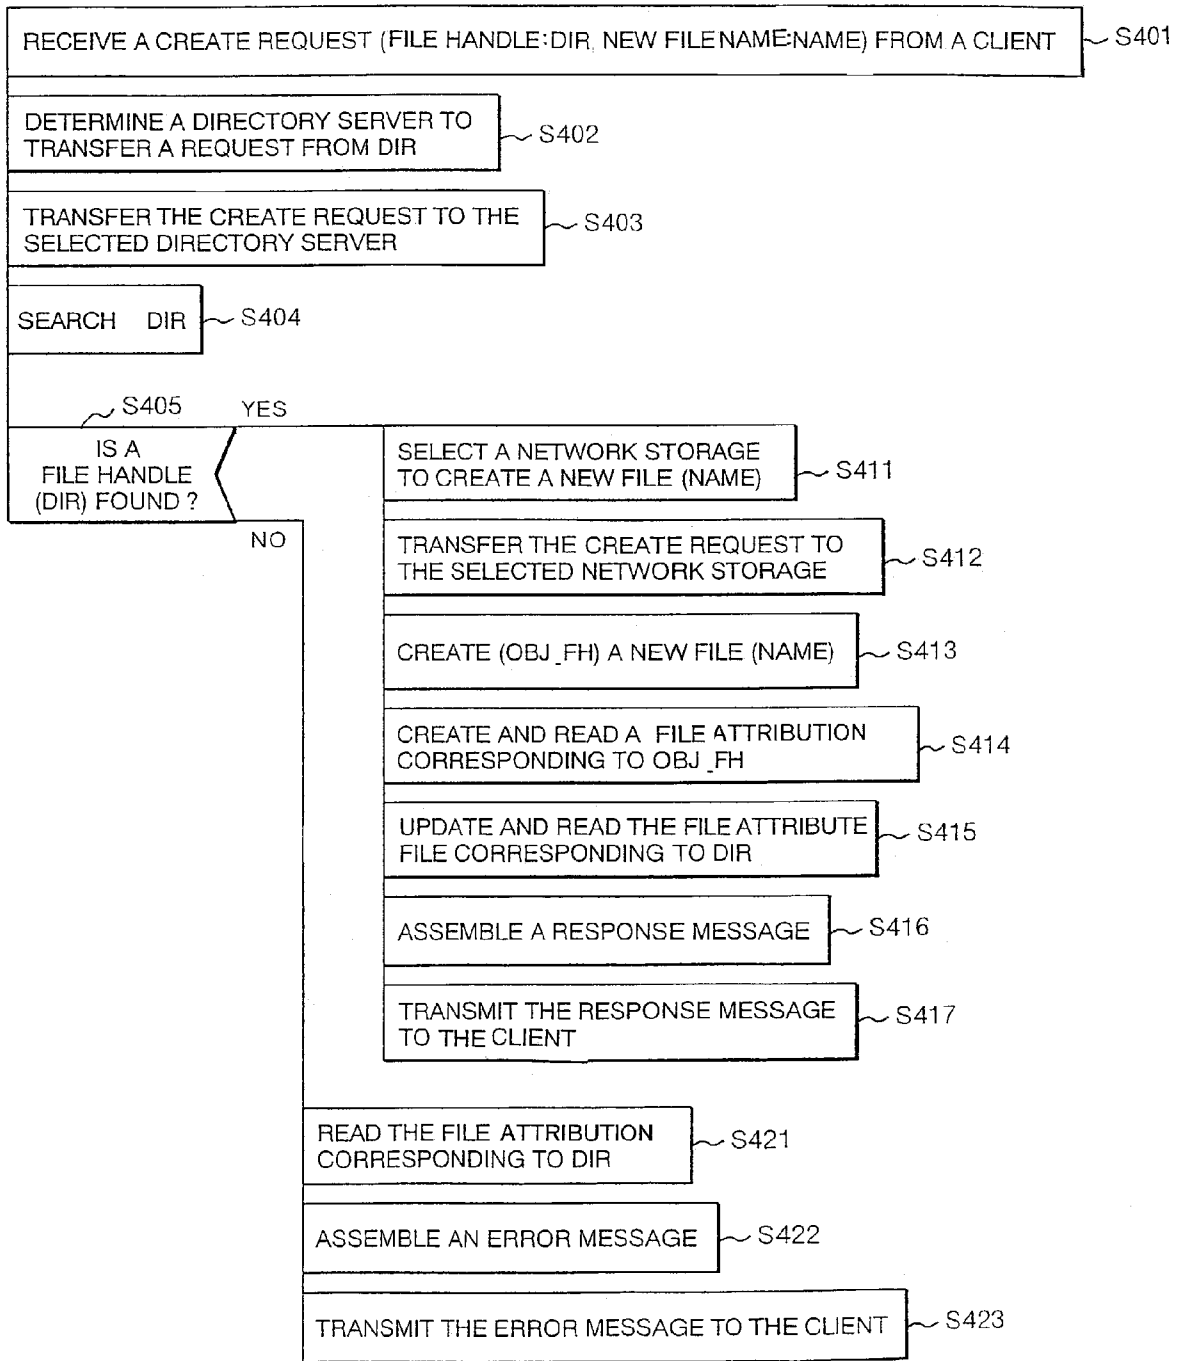 RECEIVE A CREATE REQUEST (FILE HANDLE:DIR, NEW FILENAME:NAME) FROM A CLIENT
S401
DETERMINE A DIRECTORY SERVER TO
TRANSFER A REQUEST FROM DIR
S402
TRANSFER THE CREATE REQUEST TO THE
SELECTED DIRECTORY SERVER
S403
SEARCH DIR
S404
S405
YES
IS A
FILE HANDLE
(DIR) FOUND ?
NO
SELECT A NETWORK STORAGE
TO CREATE A NEW FILE (NAME)
S411
TRANSFER THE CREATE REQUEST TO
THE SELECTED NETWORK STORAGE
S412
CREATE (OBJ_FH) A NEW FILE (NAME)
S413
CREATE AND READ A FILE ATTRIBUTION
CORRESPONDING TO OBJ_FH
S414
UPDATE AND READ THE FILE ATTRIBUTE
FILE CORRESPONDING TO DIR
S415
ASSEMBLE A RESPONSE MESSAGE
S416
TRANSMIT THE RESPONSE MESSAGE
TO THE CLIENT
S417
READ THE FILE ATTRIBUTION
CORRESPONDING TO DIR
S421
ASSEMBLE AN ERROR MESSAGE
S422
TRANSMIT THE ERROR MESSAGE TO THE CLIENT
S423